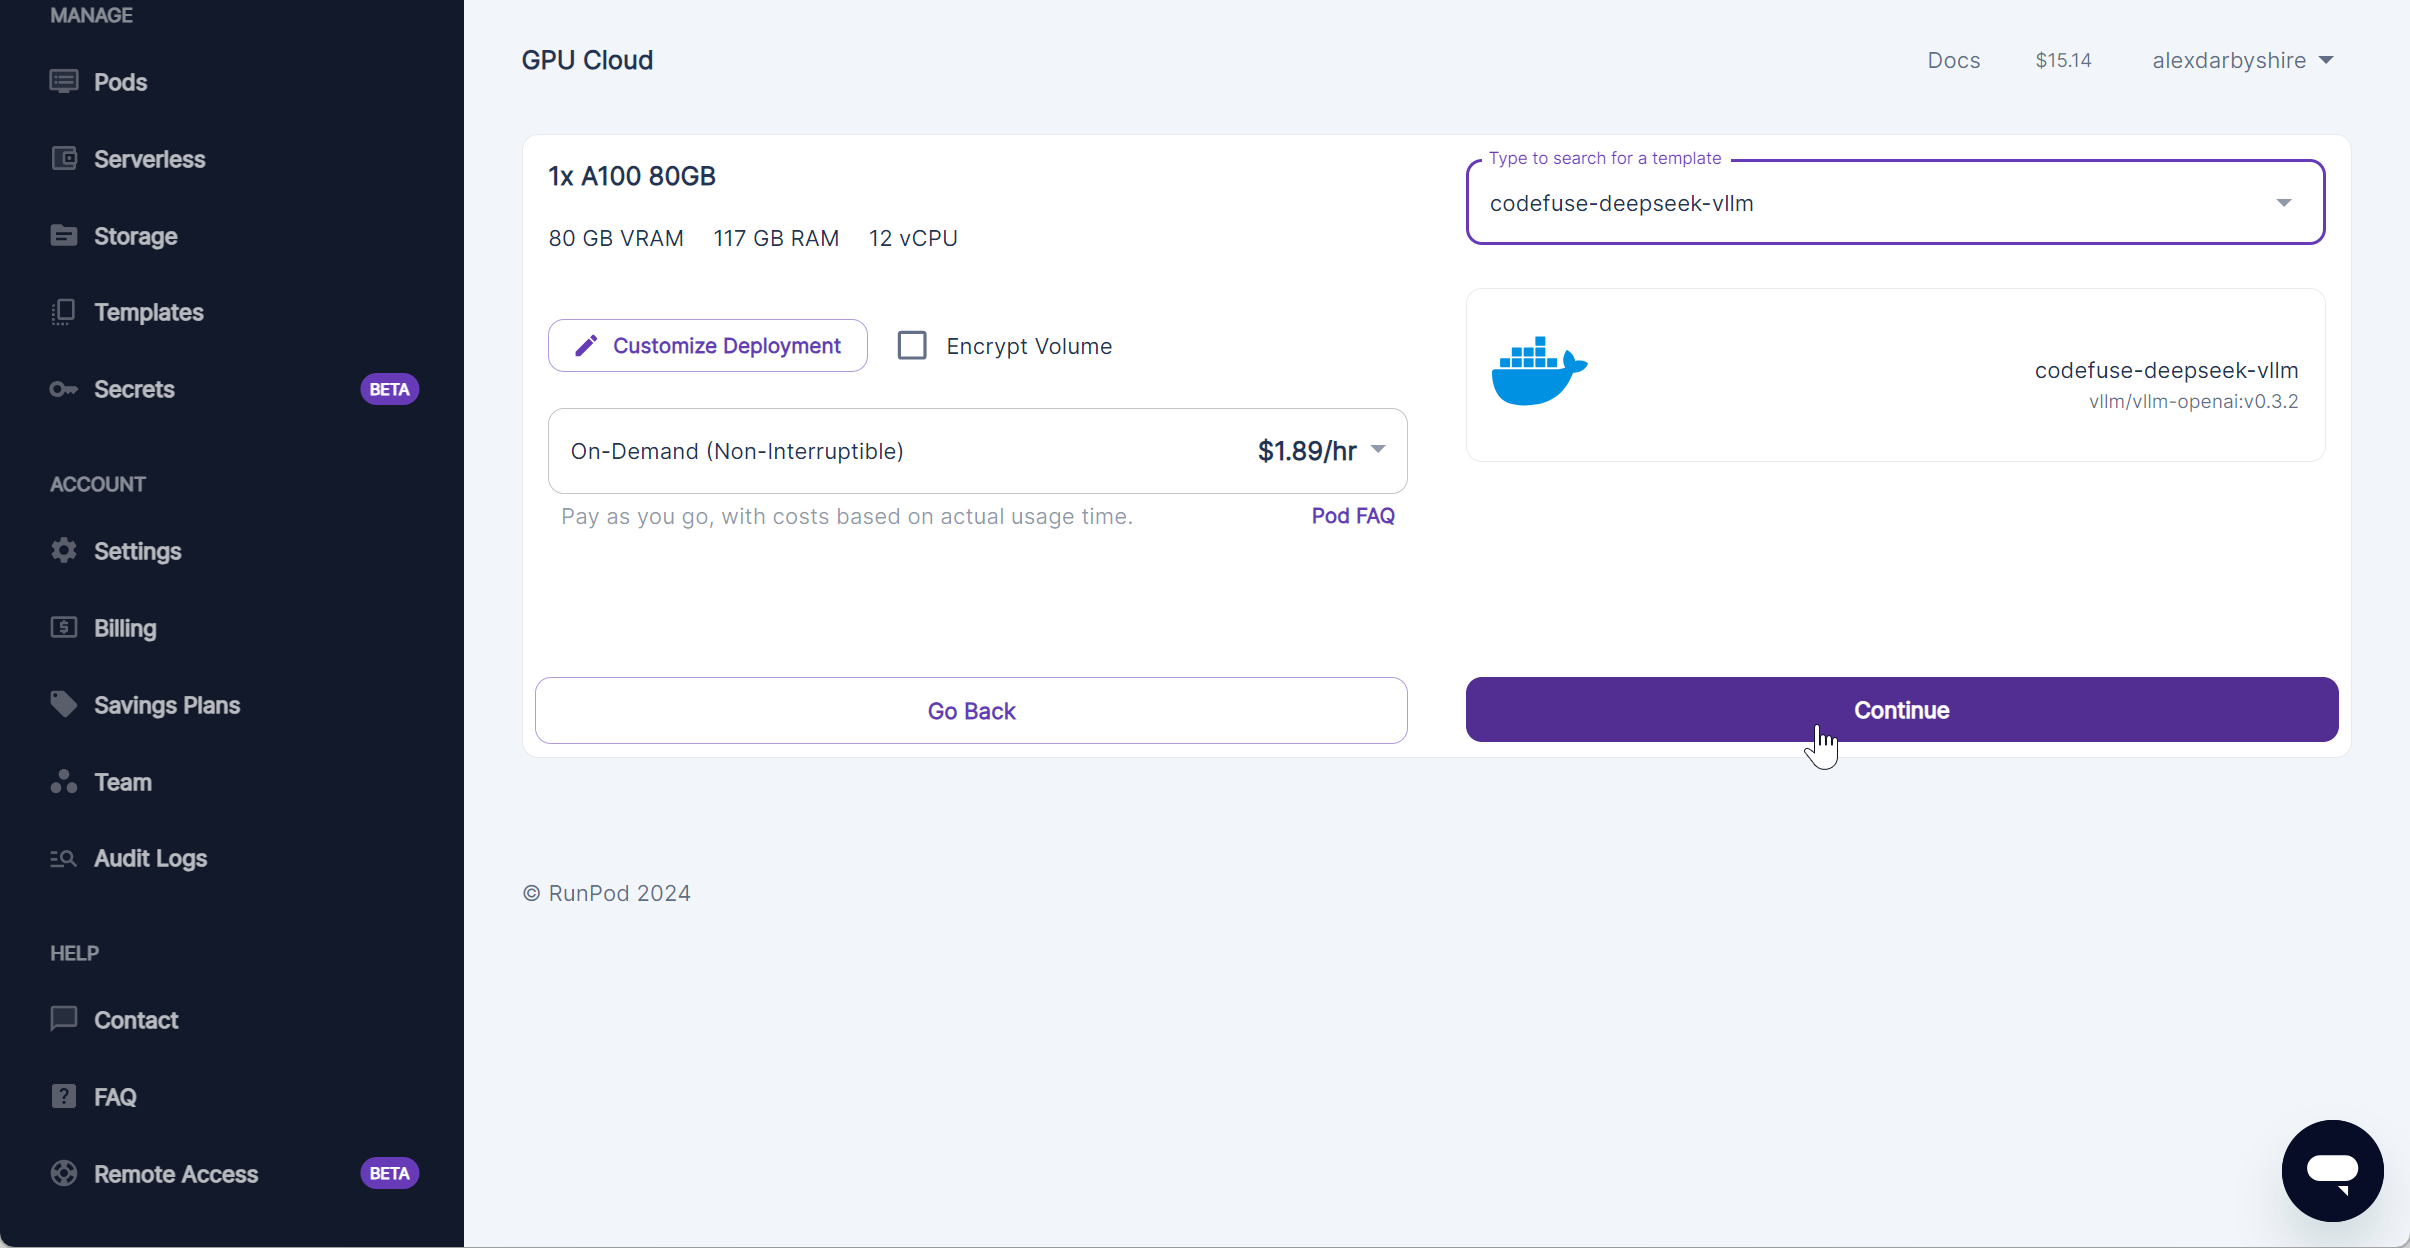 MANAGE
Pods
Serverless
Storage
Templates
Secrets BETA
ACCOUNT
Settings
Billing
Savings Plans
Team
Audit Logs
HELP
Contact
FAQ
Remote Access BETA
GPU Cloud
Docs $15.14 alexdarbyshire
1x A100 80GB
80 GB VRAM 117 GB RAM 12 vCPU
Customize Deployment Encrypt Volume
On-Demand (Non-Interruptible) $1.89/hr
Pay as you go, with costs based on actual usage time. Pod FAQ
Type to search for a template
codefuse-deepseek-vllm
codefuse-deepseek-vllm
vllm/vllm-openai:v0.3.2
Go Back
Continue
© RunPod 2024